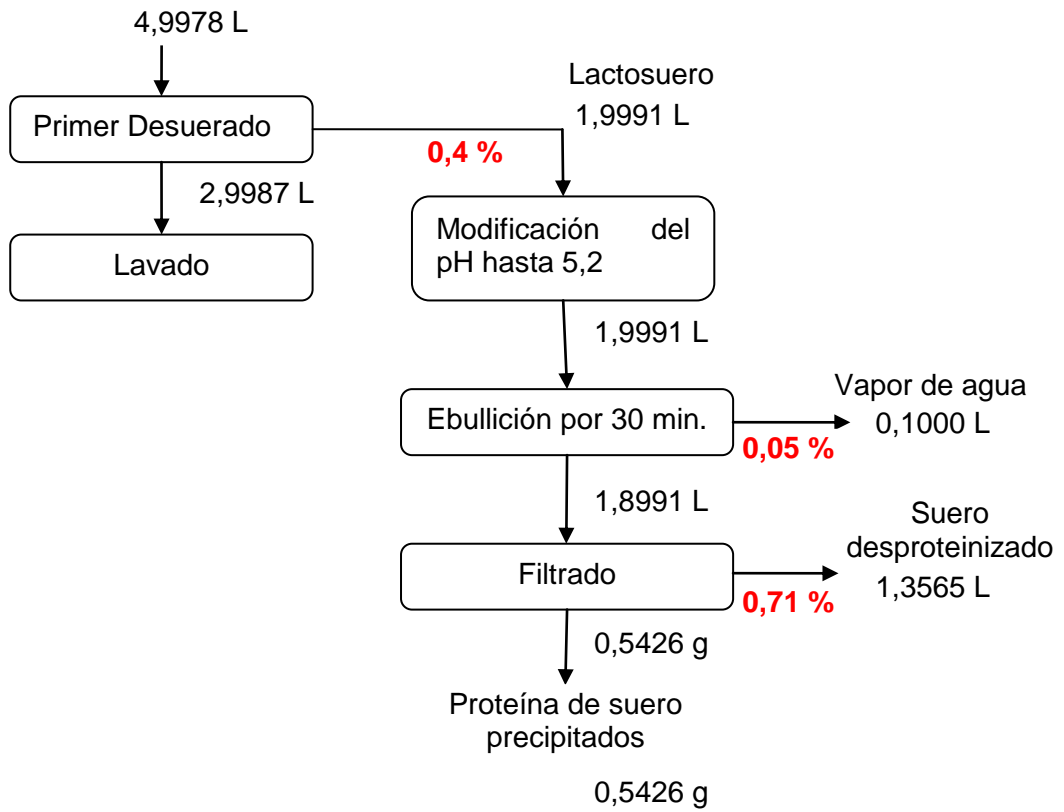 4,9978 L
Primer Desuerado
0,4 %
Lactosuero
1,9991 L
2,9987 L
Lavado
Modificación del
pH hasta 5,2
1,9991 L
Ebullición por 30 min.
0,05 %
Vapor de agua
0,1000 L
1,8991 L
Filtrado
0,71 %
Suero
desproteinizado
1,3565 L
0,5426 g
Proteína de suero
precipitados
0,5426 g